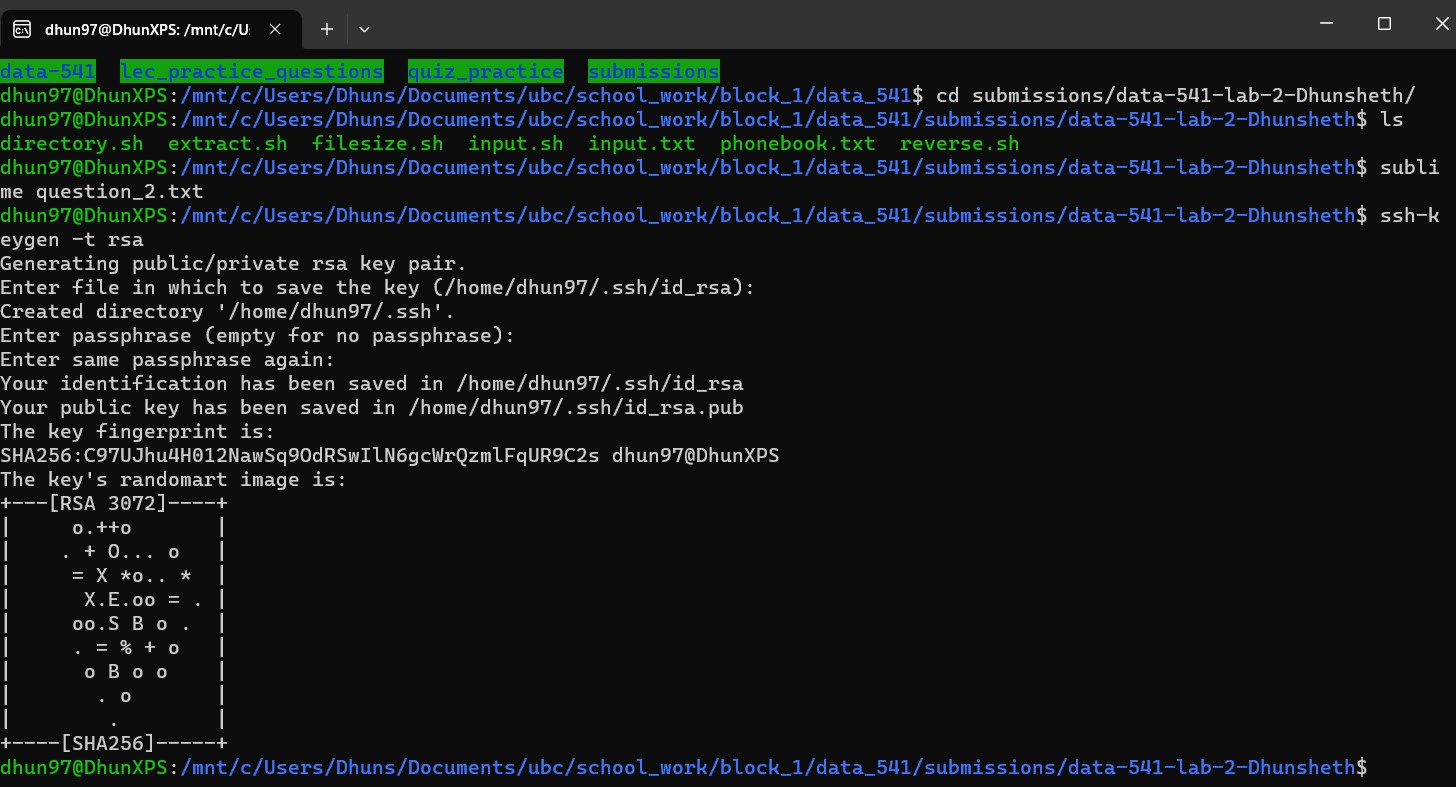 dhun97@DhunXPS: /mnt/c/U
data-541  lec_practice_questions  quiz_practice  submissions
dhun97@DhunXPS:/mnt/c/Users/Dhuns/Documents/ubc/school_work/block_1/data_541$ cd submissions/data-541-lab-2-Dhunsheth/
dhun97@DhunXPS:/mnt/c/Users/Dhuns/Documents/ubc/school_work/block_1/data_541/submissions/data-541-lab-2-Dhunsheth$ ls
directory.sh  extract.sh  filesize.sh  input.sh  input.txt  phonebook.txt  reverse.sh
dhun97@DhunXPS:/mnt/c/Users/Dhuns/Documents/ubc/school_work/block_1/data_541/submissions/data-541-lab-2-Dhunsheth$ subli
me question_2.txt
dhun97@DhunXPS:/mnt/c/Users/Dhuns/Documents/ubc/school_work/block_1/data_541/submissions/data-541-lab-2-Dhunsheth$ ssh-k
eygen -t rsa
Generating public/private rsa key pair.
Enter file in which to save the key (/home/dhun97/.ssh/id_rsa):
Created directory '/home/dhun97/.ssh'.
Enter passphrase (empty for no passphrase):
Enter same passphrase again:
Your identification has been saved in /home/dhun97/.ssh/id_rsa
Your public key has been saved in /home/dhun97/.ssh/id_rsa.pub
The key fingerprint is:
SHA256:C97UJhu4H012NawSq9OdRSwIlN6gcWrQzmlFqUR9C2s dhun97@DhunXPS
The key's randomart image is:
+---[RSA 3072]----+
|     o.++o       |
|    . + O... o   |
|     = X *o.. *  |
|      X.E.oo = . |
|     oo.S B o .  |
|     . = % + o   |
|      o B o o    |
|       . o       |
|        .        |
+----[SHA256]-----+
dhun97@DhunXPS:/mnt/c/Users/Dhuns/Documents/ubc/school_work/block_1/data_541/submissions/data-541-lab-2-Dhunsheth$